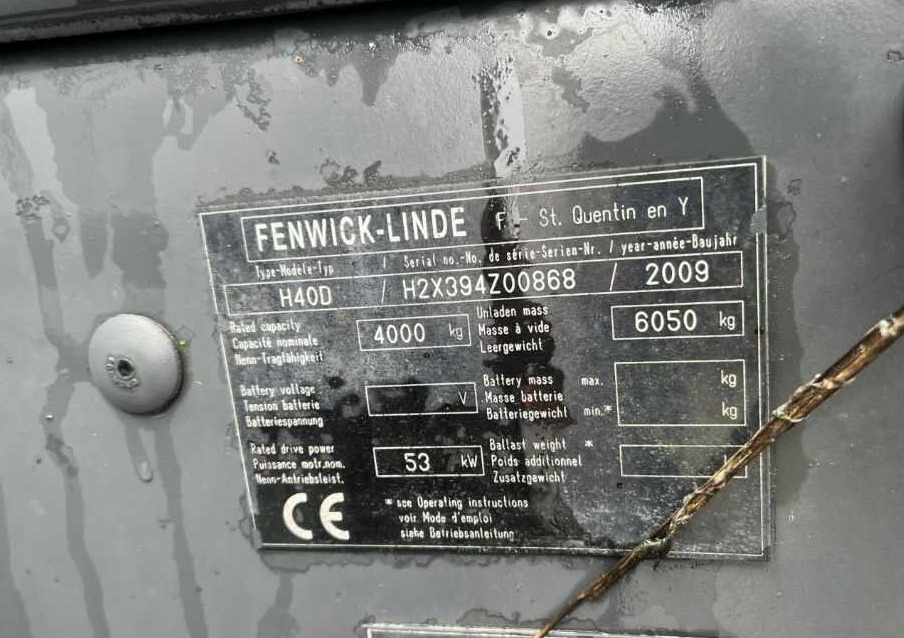 FENWICK-LINDE F - St. Quentin en Y
Type-Modèle-Typ / Serial no.-No. de série-Serien-Nr. / year-année-Baujahr
H40D / H2X394Z00868 / 2009
Rated capacity
Capacité nominale
Nenn-Tragfähigkeit
4000 kg
Unladen mass
Masse à vide
Leergewicht
6050 kg
Battery voltage
Tension batterie
Batteriespannung
V
Battery mass max.
Masse batterie
Batteriegewicht min.*
kg
kg
Rated drive power
Puissance motr.nom.
Nenn-Antriebsleist.
53 kW
Ballast weight *
Poids additionnel
Zusatzgewicht
CE
* see Operating instructions
voir Mode d'emploi
siehe Betriebsanleitung